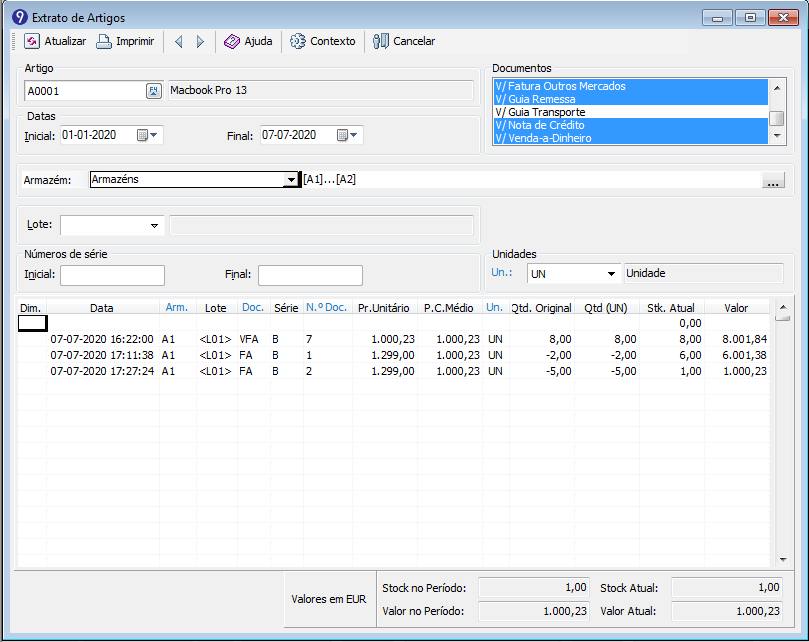 Extrato de Artigos
Atualizar Imprimir Ajuda Contexto Cancelar
Artigo
A0001 F4 Macbook Pro 13
Documentos
V/ Fatura Outros Mercados
V/ Guia Remessa
V/ Guia Transporte
V/ Nota de Crédito
V/ Venda-a-Dinheiro
Datas
Inicial: 01-01-2020 Final: 07-07-2020
Armazém: Armazéns [A1]...[A2] ...
Lote:
Números de série
Inicial: Final:
Unidades
Un.: UN Unidade
Dim. Data Arm. Lote Doc. Série N.º Doc. Pr.Unitário P.C.Médio Un. Qtd. Original Qtd (UN) Stk. Atual Valor
0,00
07-07-2020 16:22:00 A1 <L01> VFA B 7 1.000,23 1.000,23 UN 8,00 8,00 8,00 8.001,84
07-07-2020 17:11:38 A1 <L01> FA B 1 1.299,00 1.000,23 UN -2,00 -2,00 6,00 6.001,38
07-07-2020 17:27:24 A1 <L01> FA B 2 1.299,00 1.000,23 UN -5,00 -5,00 1,00 1.000,23
Valores em EUR
Stock no Período: 1,00 Stock Atual: 1,00
Valor no Período: 1.000,23 Valor Atual: 1.000,23